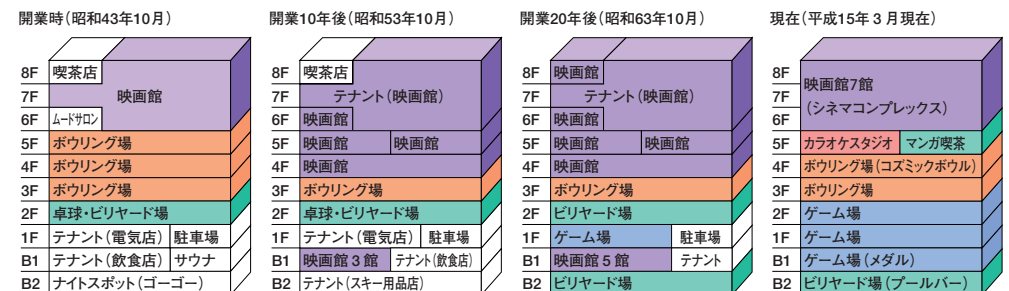 開業時（昭和43年10月）
8F 喫茶店
7F 映画館
6F ムードサロン
5F ボウリング場
4F ボウリング場
3F ボウリング場
2F 卓球・ビリヤード場
1F テナント（電気店） 駐車場
B1 テナント（飲食店） サウナ
B2 ナイトスポット（ゴーゴー）
開業10年後（昭和53年10月）
8F 喫茶店
7F テナント（映画館）
6F 映画館
5F 映画館 映画館
4F 映画館
3F ボウリング場
2F 卓球・ビリヤード場
1F テナント（電気店） 駐車場
B1 映画館３館 テナント（飲食店）
B2 テナント（スキー用品店）
開業20年後（昭和63年10月）
8F 映画館
7F テナント（映画館）
6F 映画館
5F 映画館 映画館
4F 映画館
3F ボウリング場
2F ビリヤード場
1F ゲーム場 駐車場
B1 映画館５館 テナント
B2 ビリヤード場
現在（平成15年３月現在）
8F
7F 映画館7館
（シネマコンプレックス）
6F
5F カラオケスタジオ マンガ喫茶
4F ボウリング場（コズミックボウル）
3F ボウリング場
2F ゲーム場
1F ゲーム場
B1 ゲーム場（メダル）
B2 ビリヤード場（プールバー）